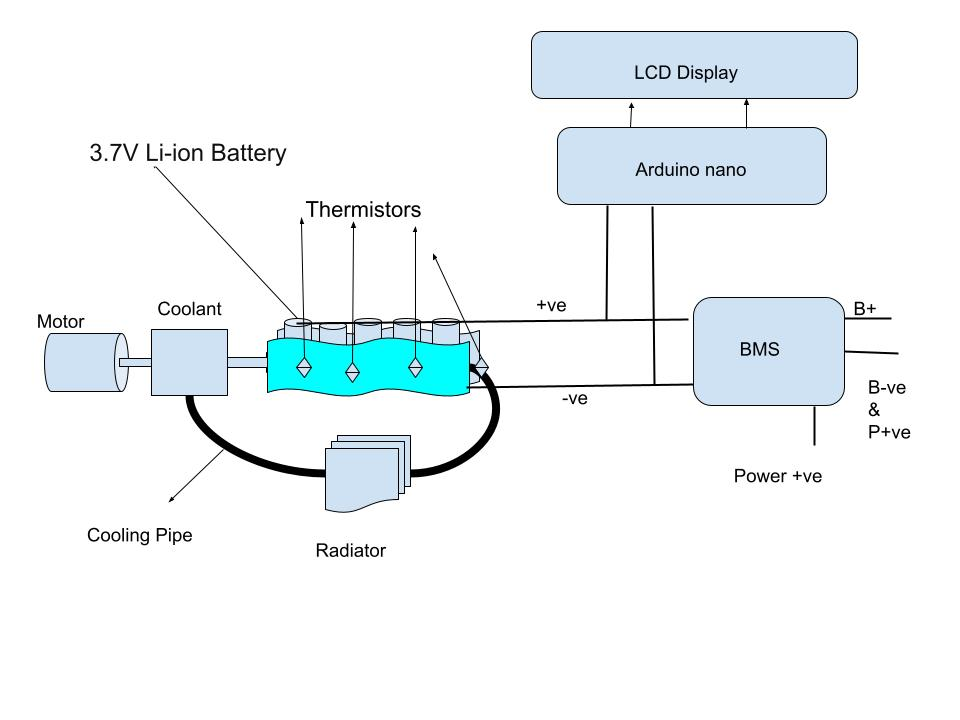 LCD Display
3.7V Li-ion Battery
Arduino nano
Thermistors
Motor
Coolant
+ve
B+
BMS
-ve
B-ve
&
P+ve
Power +ve
Cooling Pipe
Radiator